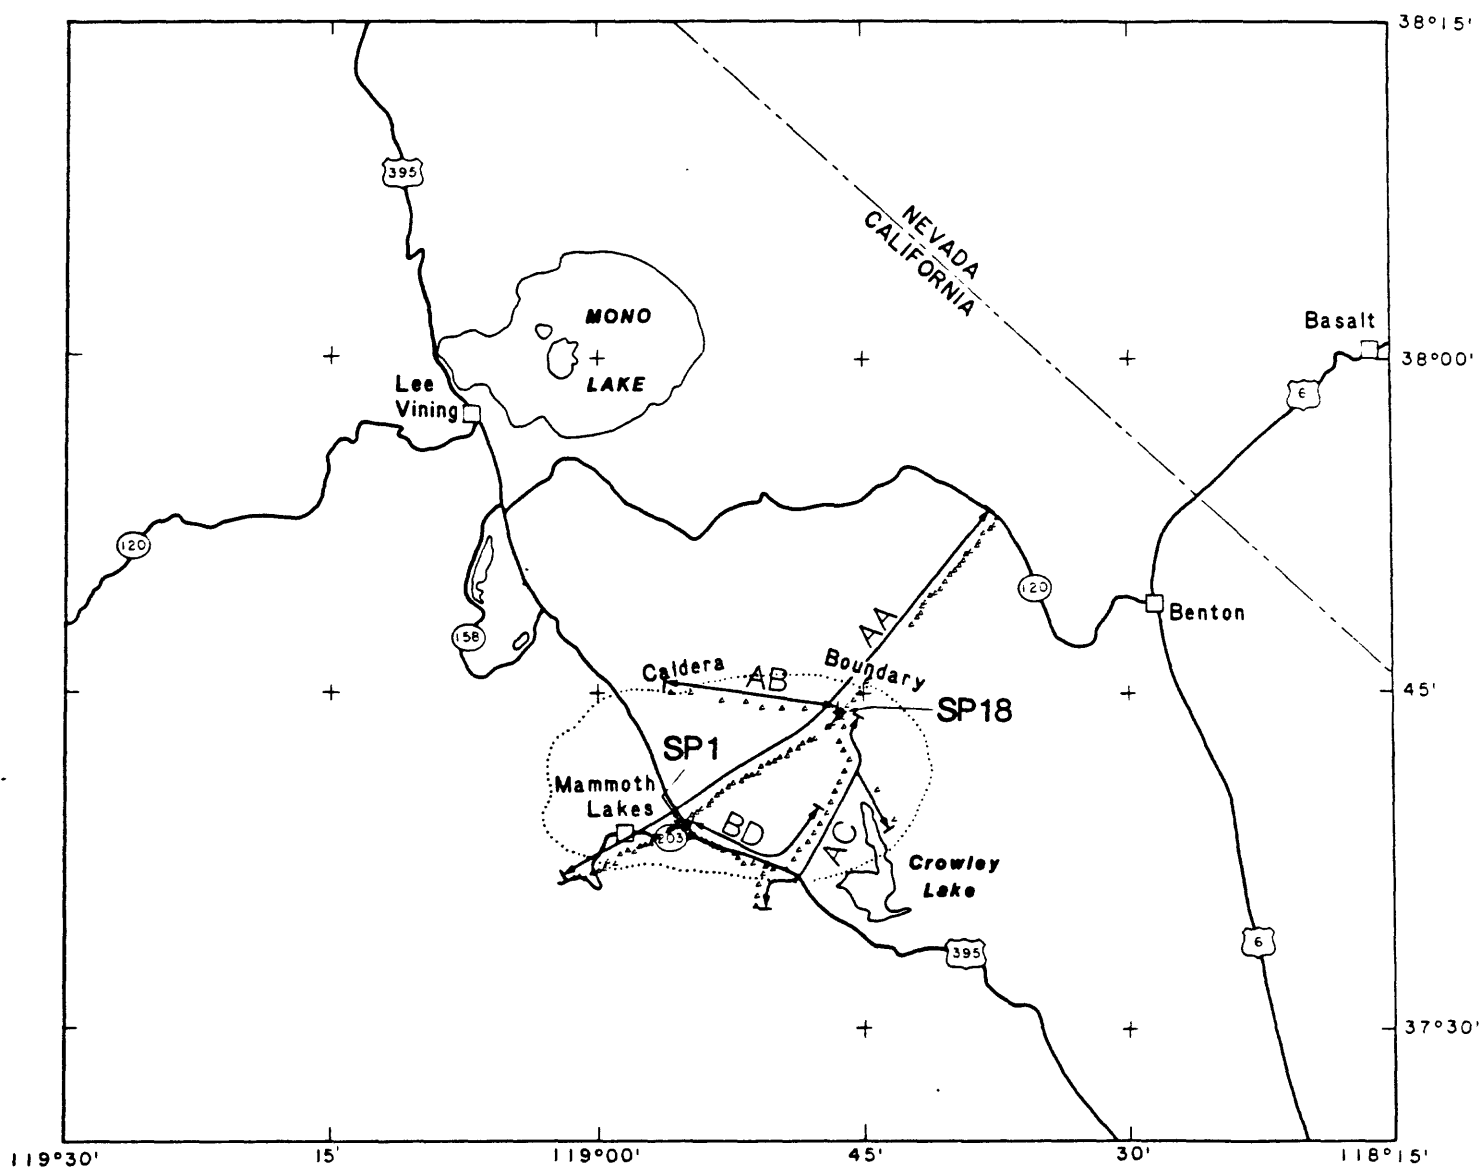 38°15'
395
NEVADA
CALIFORNIA
MONO
LAKE
Basalt
38°00'
Lee
Vining
6
120
120
Benton
158
AA
Caldera
Boundary
AB
45'
SP18
SP1
Mammoth
Lakes
203
BD
AC
Crowley
Lake
395
6
37°30'
119°30'
15'
119°00'
45'
30'
118°15'